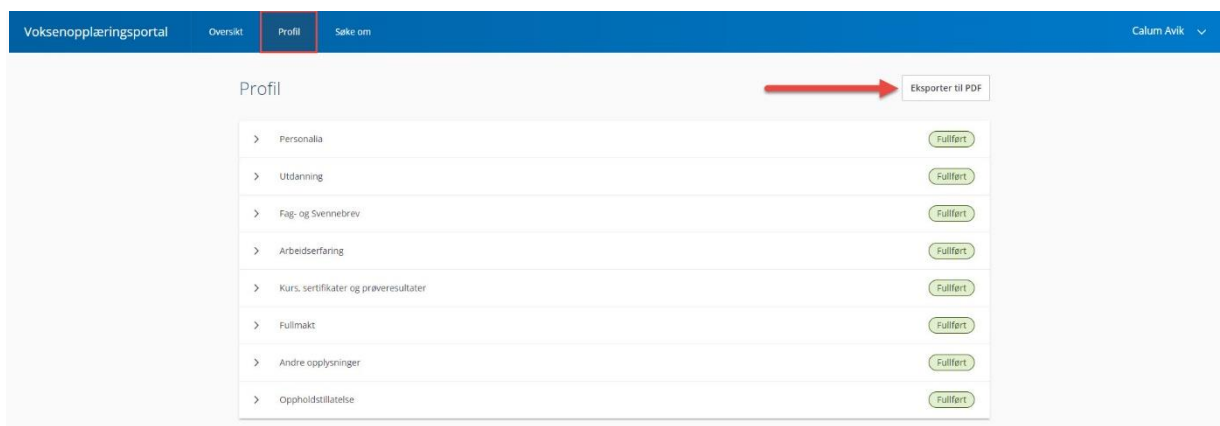 Voksenopplæringsportal Oversikt Profil Søke om Calum Avik
Profil Eksporter til PDF
Personalia Fullført
Utdanning Fullført
Fag- og Svennebrev Fullført
Arbeidserfaring Fullført
Kurs, sertifikater og prøveresultater Fullført
Fullmakt Fullført
Andre opplysninger Fullført
Oppholdstillatelse Fullført